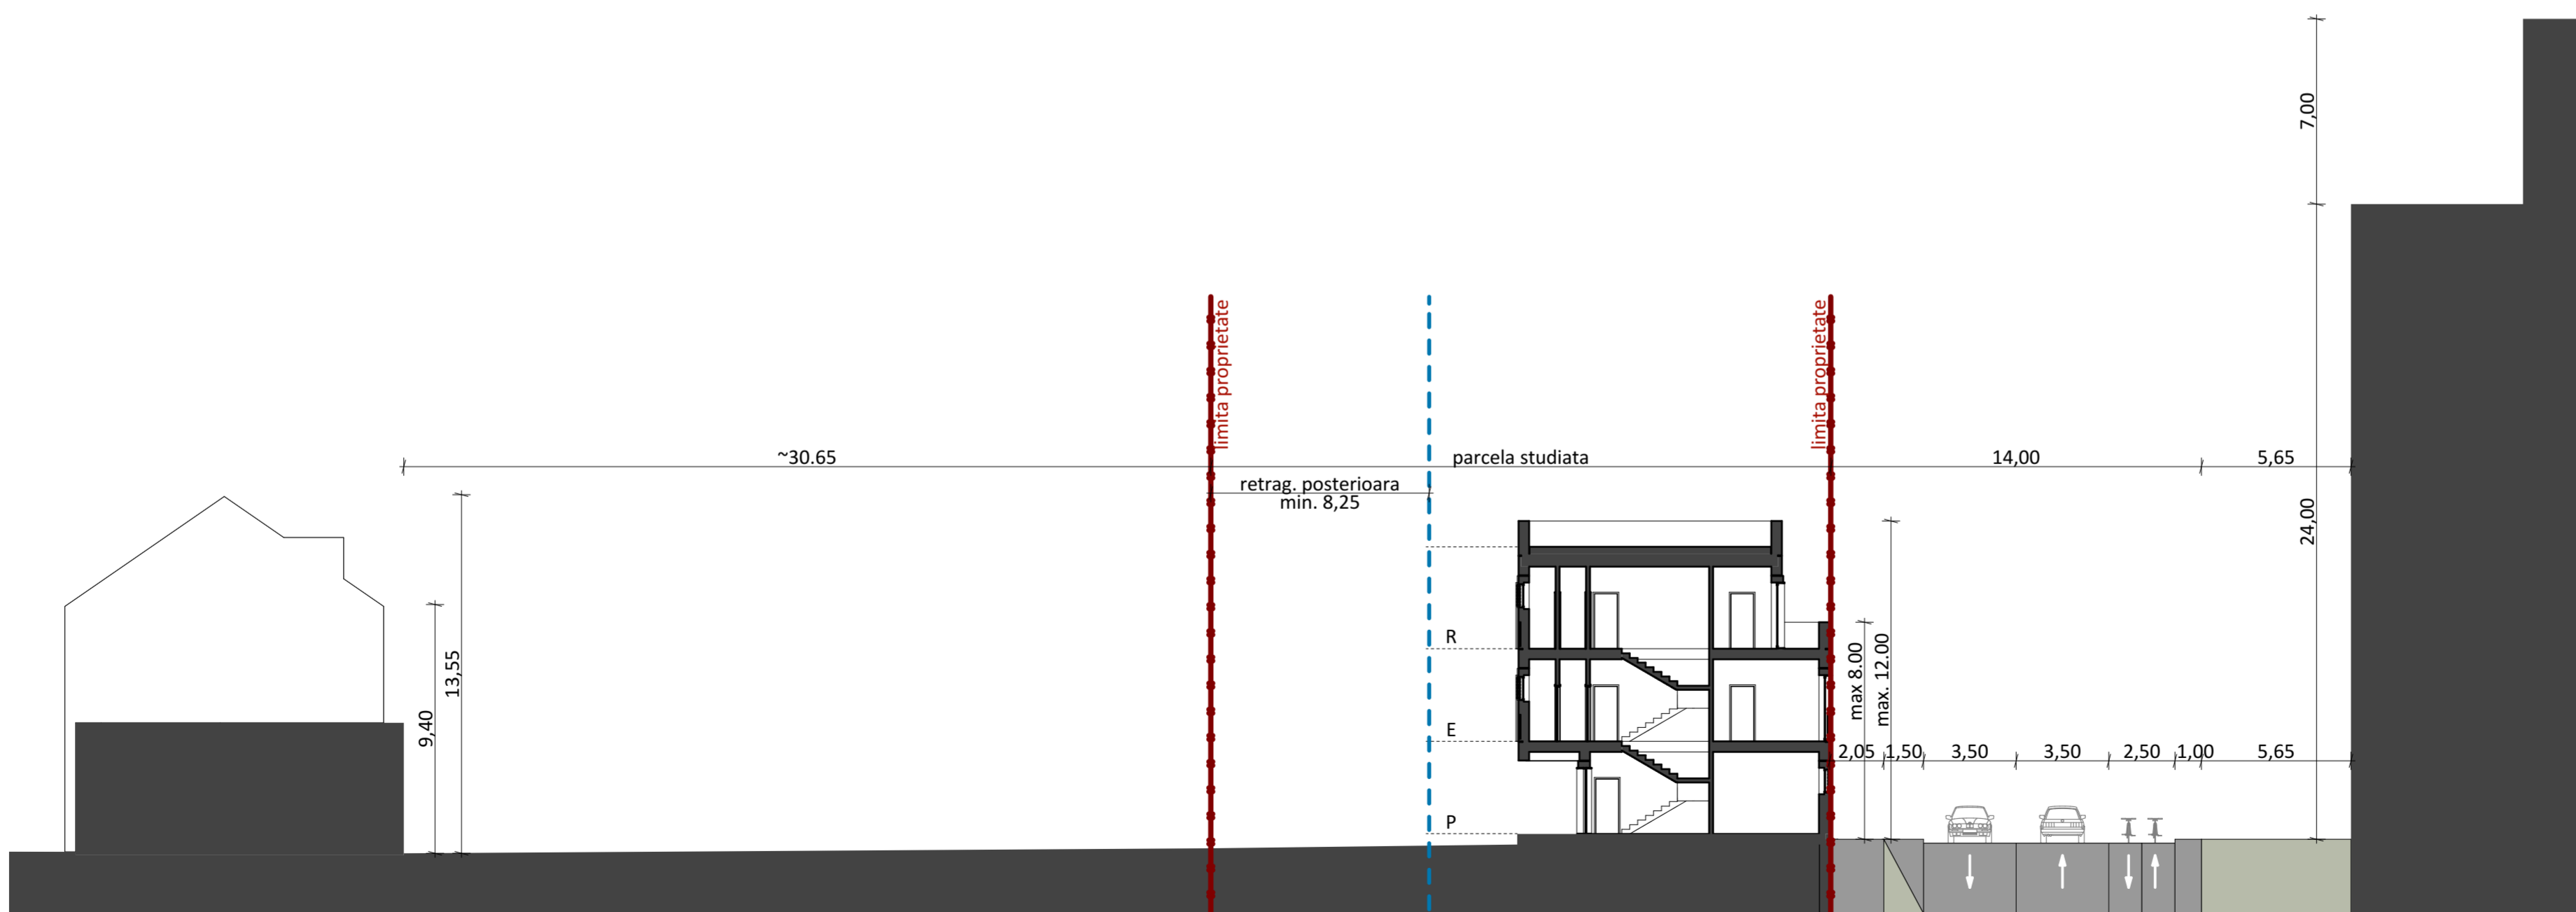 7,00
limita proprietate
limita proprietate
~30.65
parcela studiata
14,00
5,65
retrag. posterioara
min. 8,25
24,00
R
13,55
max 8.00
max. 12.00
9,40
E
2,05
1,50
3,50
3,50
2,50
1,00
5,65
P